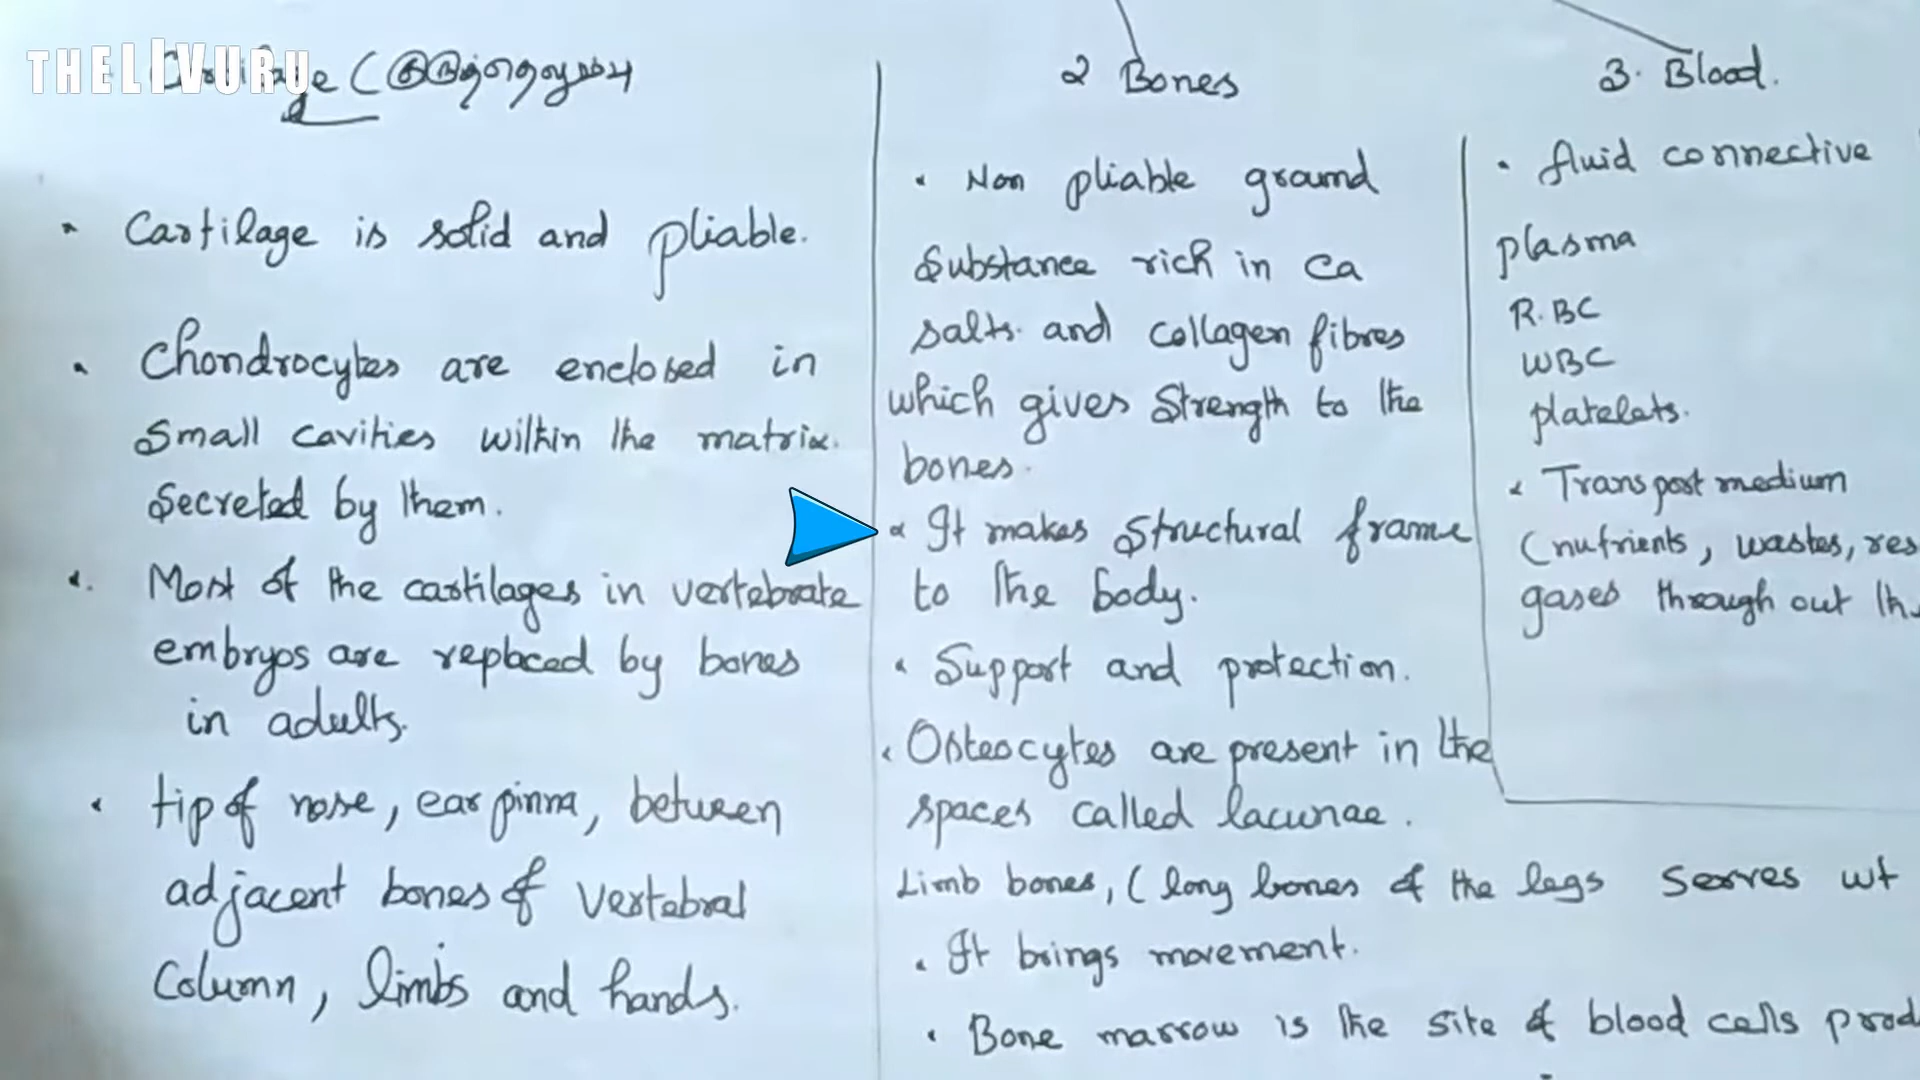 THELIVURU
Cartilage (
• Cartilage is solid and pliable.
• Chondrocytes are enclosed in
small cavities within the matrix.
Secreted by them.
• Most of the cartilages in vertebrate
embryos are replaced by bones
in adults.
• tip of nose, ear pinna, between
adjacent bones of vertebral
Column, limbs and hands.
2 Bones
• Non pliable ground
Substance rich in Ca
salts. and collagen fibres
which gives Strength to the
bones.
• It makes Structural frame
to the body.
• Support and protection.
• Osteocytes are present in the
spaces called lacunae.
Limb bones, (long bones of the legs serves wt
• It brings movement.
• Bone marrow is the site of blood cells prod
3. Blood.
• fluid connective
plasma
R.BC
WBC
platelets.
• Transport medium
(nutrients, wastes, res
gases through out th